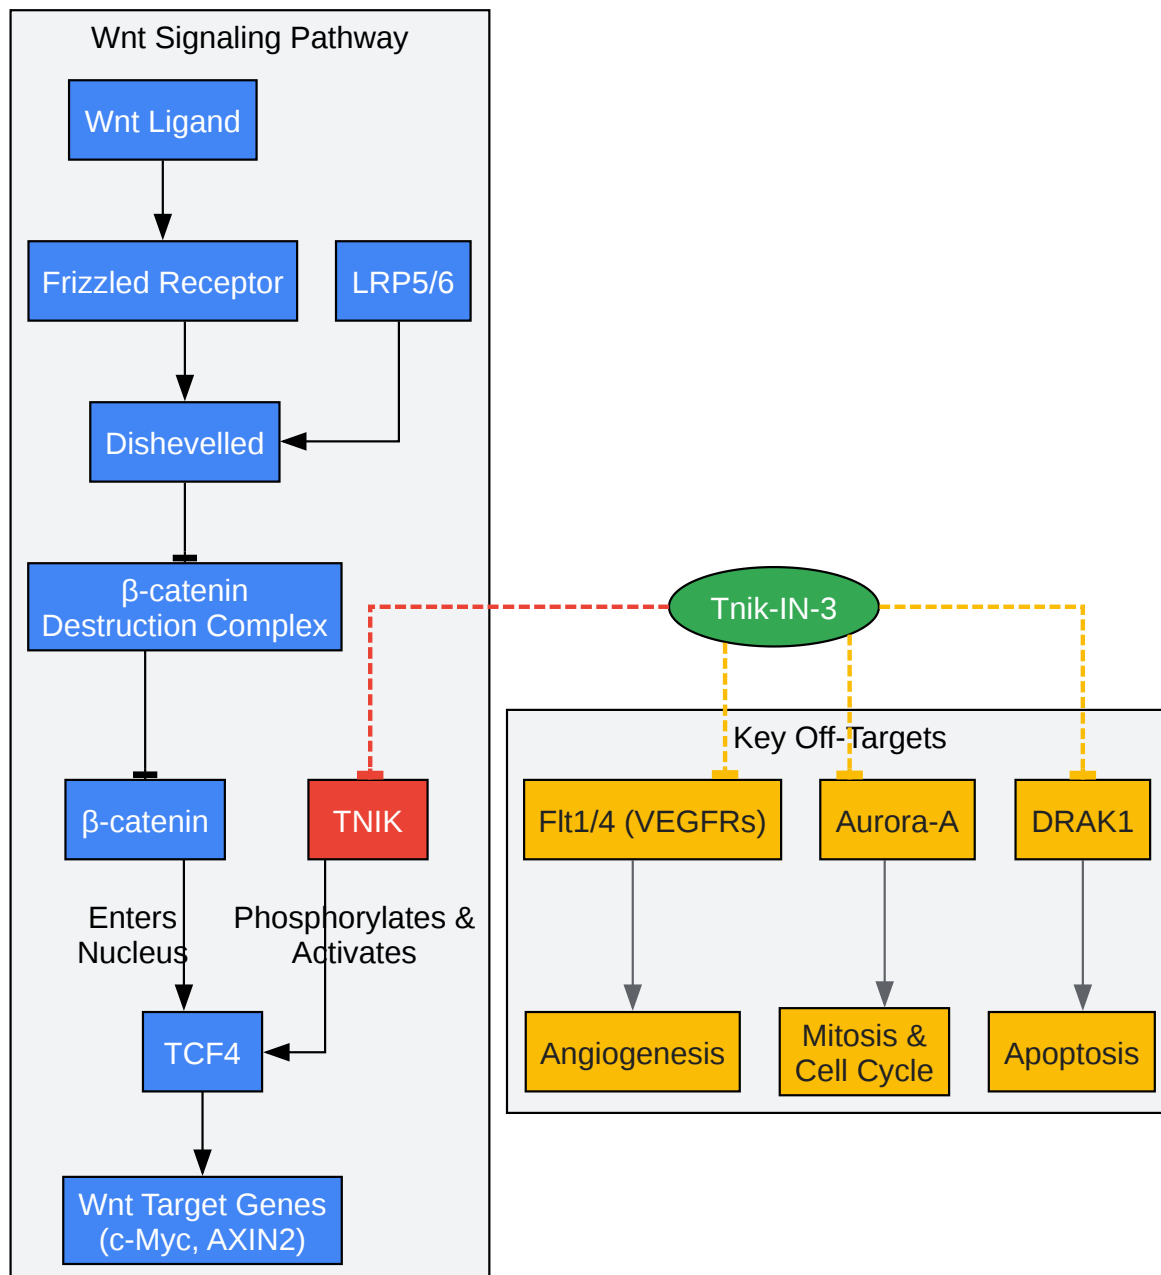 Wnt Signaling Pathway
Wnt Ligand
Frizzled Receptor
LRP5/6
Dishevelled
β-catenin
Destruction Complex
Tnik-IN-3
Key Off-Targets
β-catenin
TNIK
Flt1/4 (VEGFRs)
Aurora-A
DRAK1
Enters
Nucleus
Phosphorylates &
Activates
TCF4
Angiogenesis
Mitosis &
Cell Cycle
Apoptosis
Wnt Target Genes
(c-Myc, AXIN2)